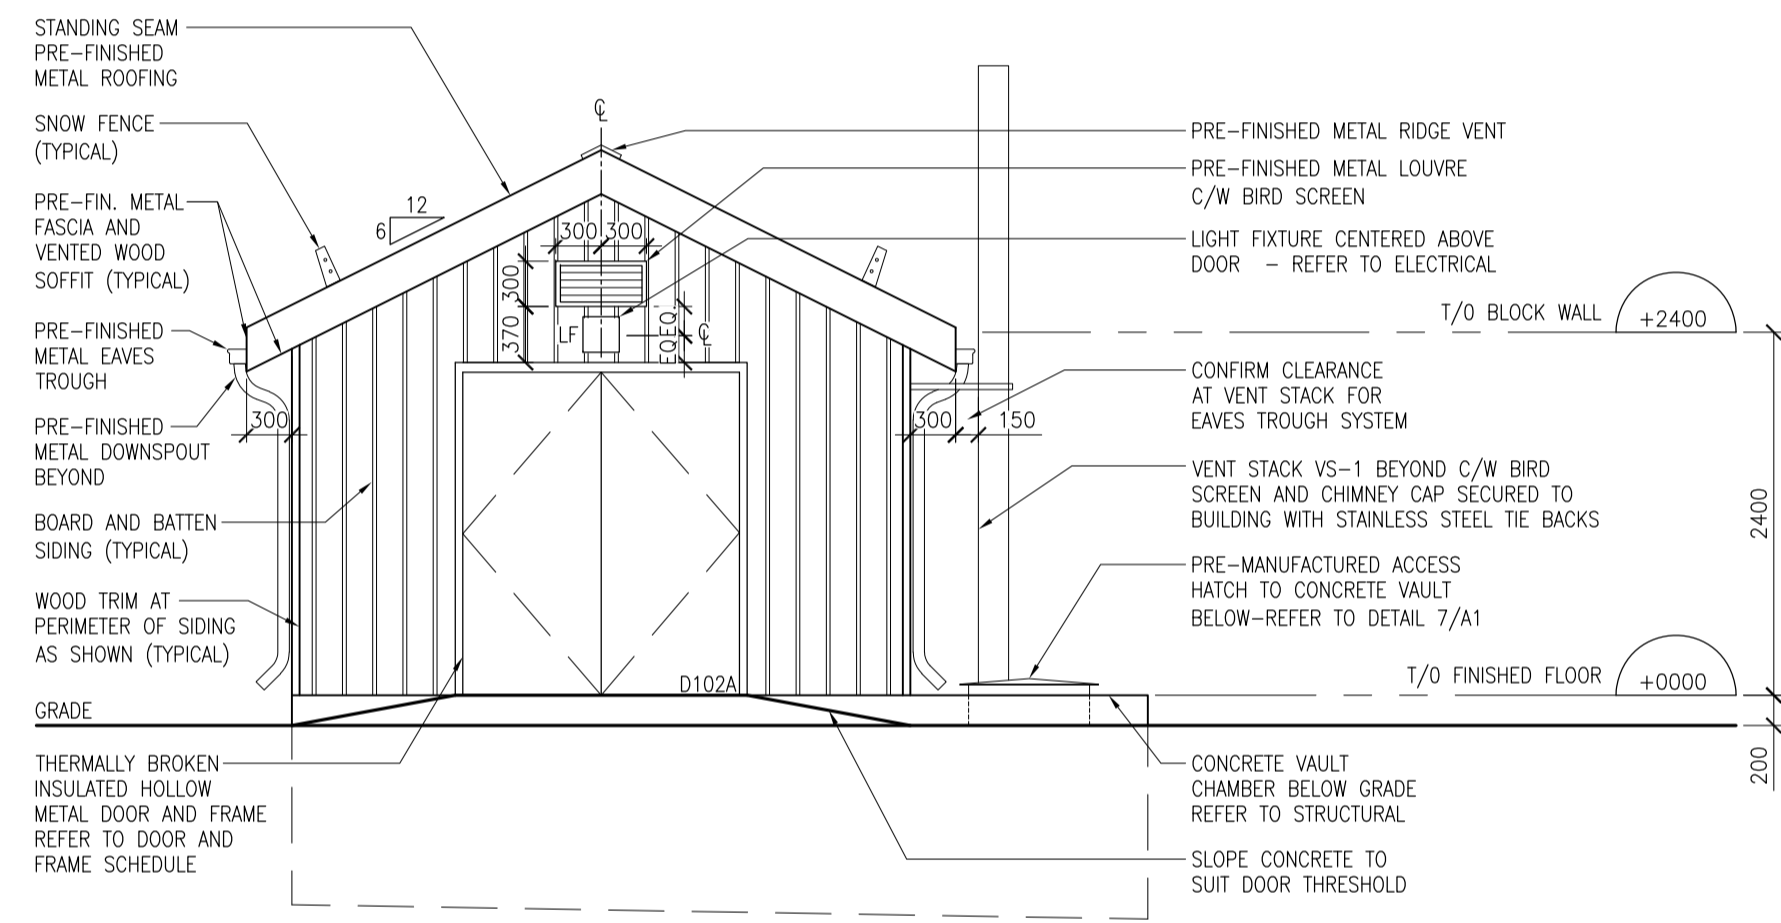 STANDING SEAM
PRE-FINISHED
METAL ROOFING
SNOW FENCE
(TYPICAL)
PRE-FIN. METAL
FASCIA AND
VENTED WOOD
SOFFIT (TYPICAL)
PRE-FINISHED
METAL EAVES
TROUGH
PRE-FINISHED
METAL DOWNSPOUT
BEYOND
BOARD AND BATTEN
SIDING (TYPICAL)
WOOD TRIM AT
PERIMETER OF SIDING
AS SHOWN (TYPICAL)
GRADE
THERMALLY BROKEN
INSULATED HOLLOW
METAL DOOR AND FRAME
REFER TO DOOR AND
FRAME SCHEDULE
12
6
℄
300 300
300
370
LF
EQ.
EQ.
℄
300
300
150
D102A
PRE-FINISHED METAL RIDGE VENT
PRE-FINISHED METAL LOUVRE
C/W BIRD SCREEN
LIGHT FIXTURE CENTERED ABOVE
DOOR - REFER TO ELECTRICAL
T/O BLOCK WALL
+2400
CONFIRM CLEARANCE
AT VENT STACK FOR
EAVES TROUGH SYSTEM
VENT STACK VS-1 BEYOND C/W BIRD
SCREEN AND CHIMNEY CAP SECURED TO
BUILDING WITH STAINLESS STEEL TIE BACKS
2400
PRE-MANUFACTURED ACCESS
HATCH TO CONCRETE VAULT
BELOW-REFER TO DETAIL 7/A1
T/O FINISHED FLOOR
+0000
200
CONCRETE VAULT
CHAMBER BELOW GRADE
REFER TO STRUCTURAL
SLOPE CONCRETE TO
SUIT DOOR THRESHOLD